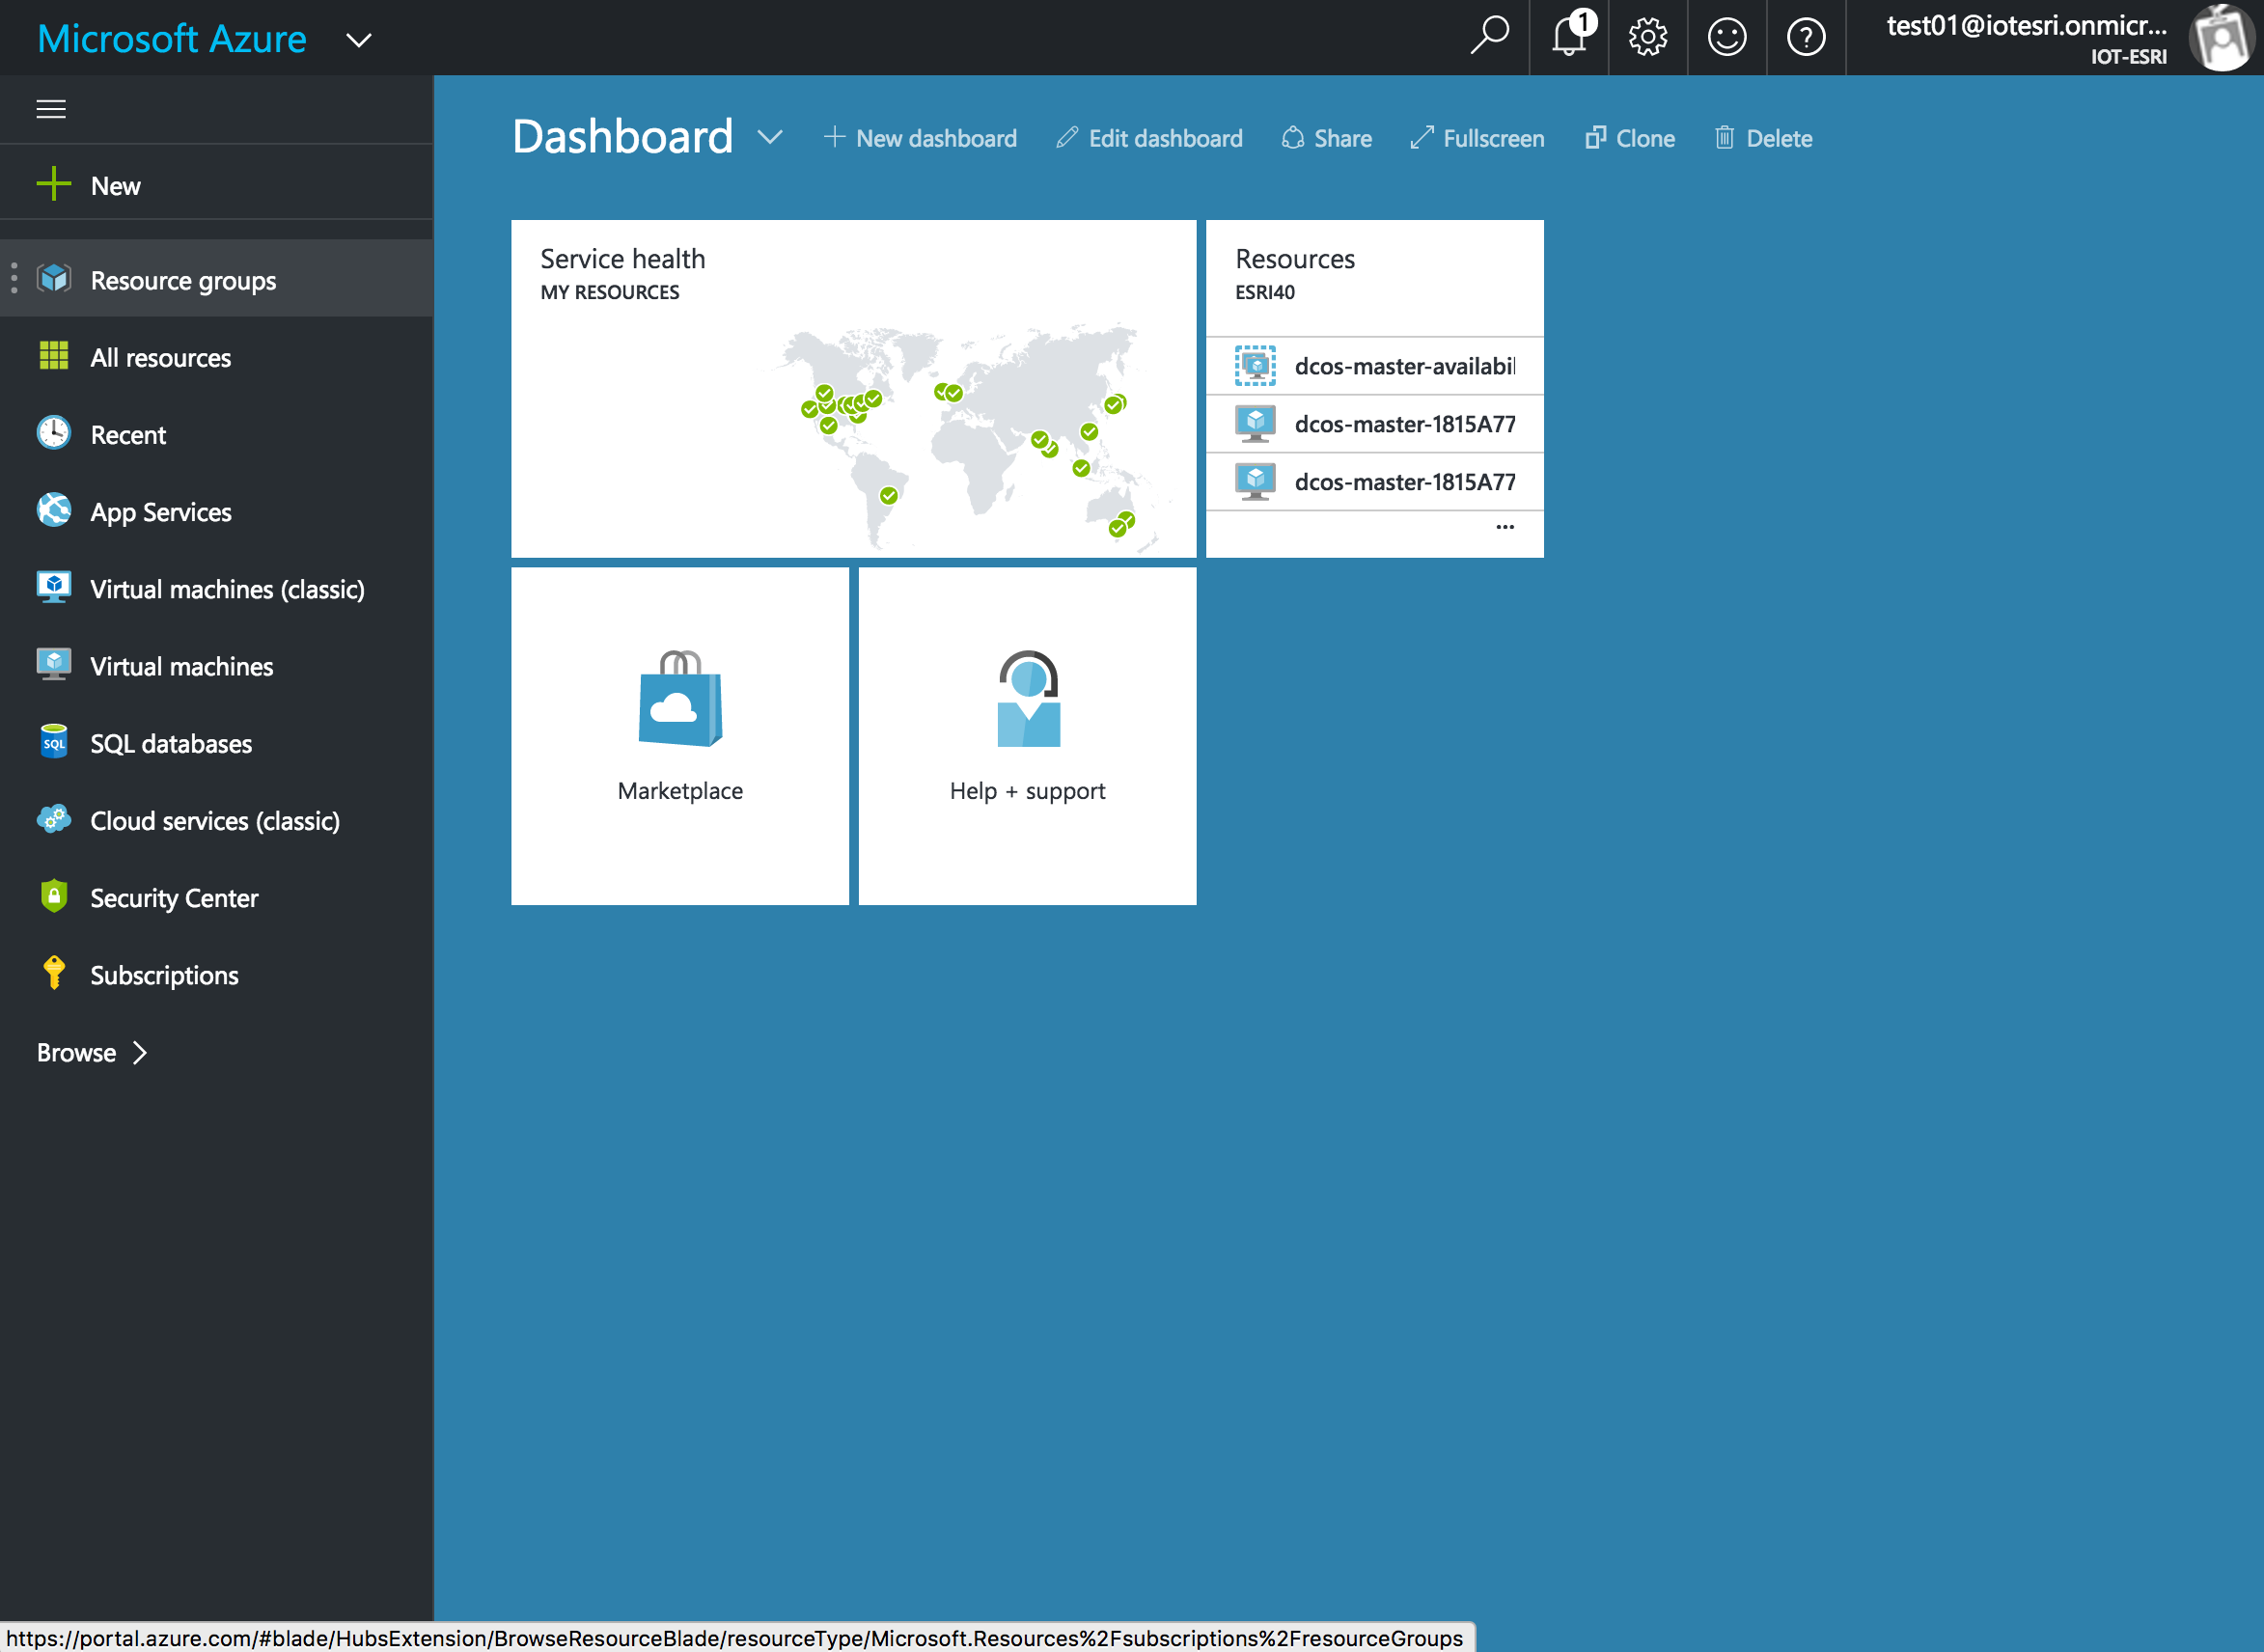 Microsoft Azure
1
test01@iotesri.onmicr...
IOT-ESRI
?
New
Resource groups
All resources
Recent
App Services
Virtual machines (classic)
Virtual machines
SQL
SQL databases
Cloud services (classic)
Security Center
Subscriptions
Browse
Dashboard
New dashboard
Edit dashboard
Share
Fullscreen
Clone
Delete
Service health
MY RESOURCES
Resources
ESRI40
dcos-master-availabil
dcos-master-1815A77
dcos-master-1815A77
...
Marketplace
Help + support
https://portal.azure.com/#blade/HubsExtension/BrowseResourceBlade/resourceType/Microsoft.Resources%2Fsubscriptions%2FresourceGroups